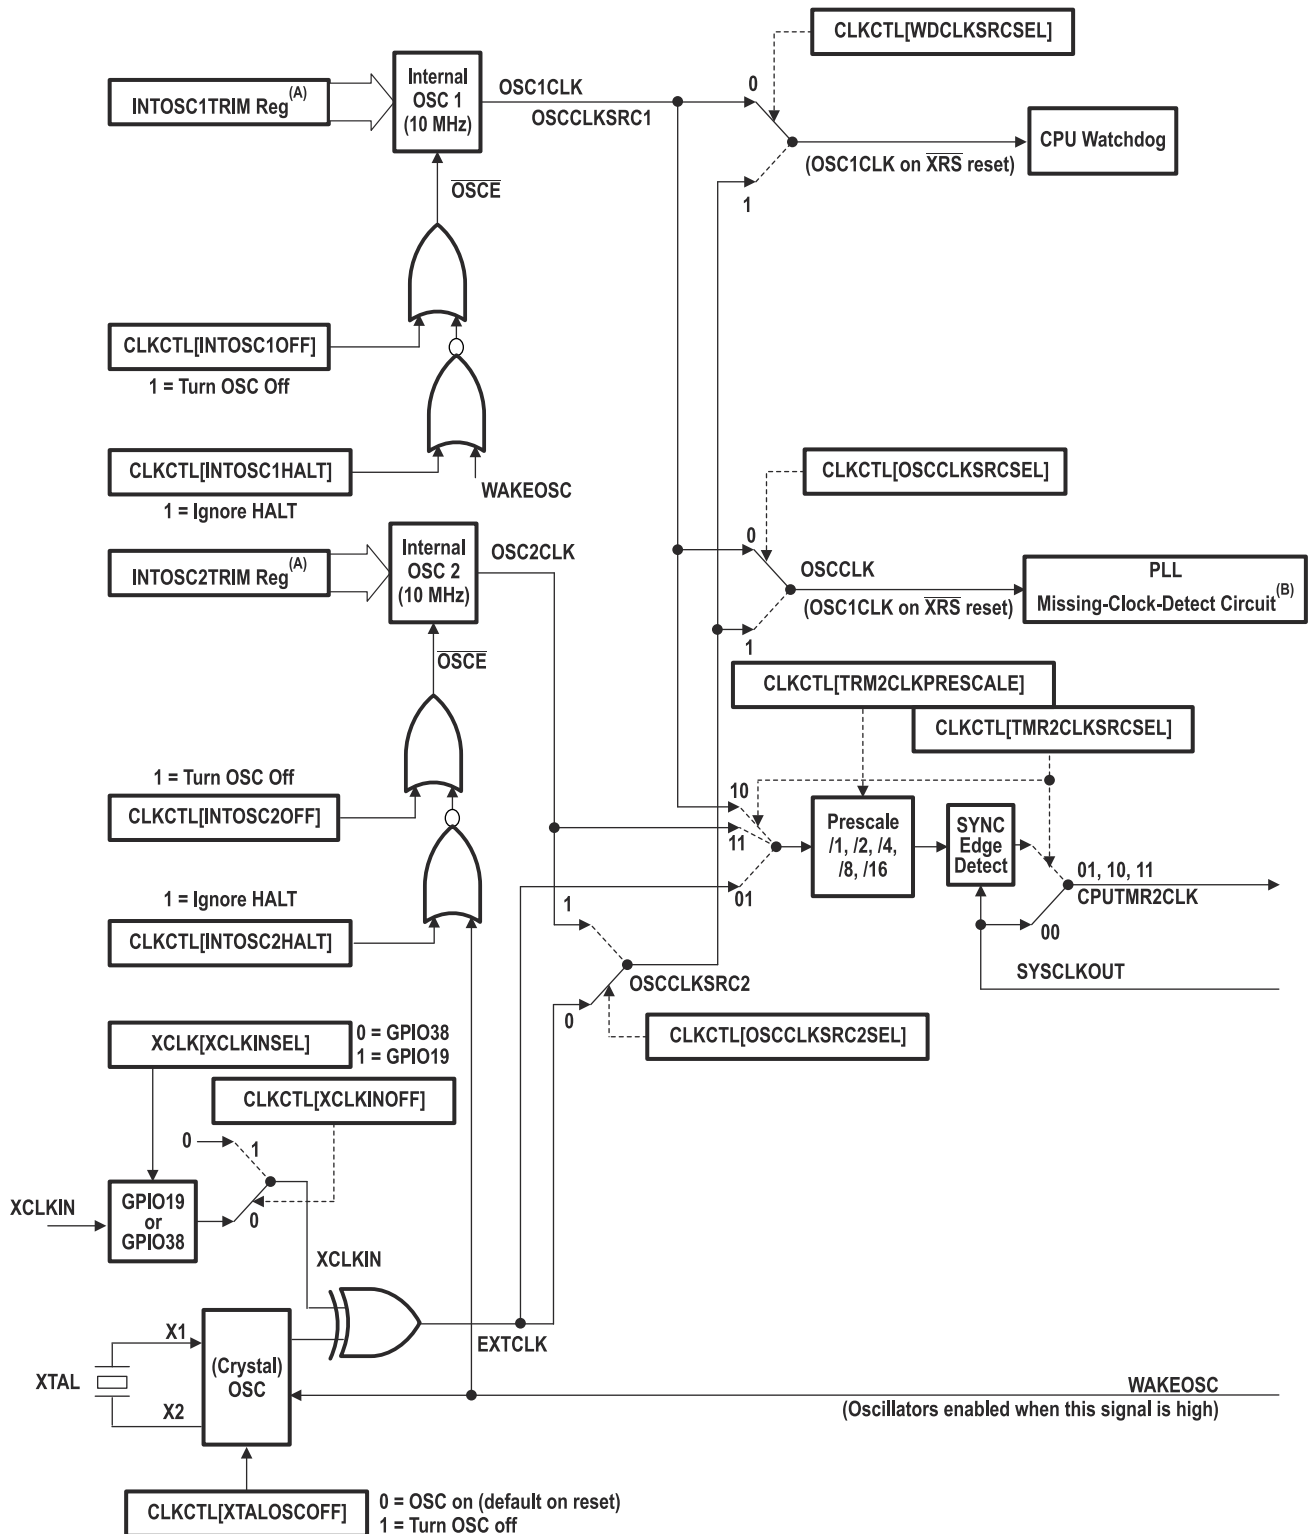 CLKCTL[WDCLKSRCSEL]
INTOSC1TRIM Reg(A)
Internal
OSC 1
(10 MHz)
OSC1CLK
OSCCLKSRC1
0
CPU Watchdog
(OSC1CLK on XRS reset)
1
OSCE
CLKCTL[INTOSC1OFF]
1 = Turn OSC Off
CLKCTL[INTOSC1HALT]
1 = Ignore HALT
WAKEOSC
CLKCTL[OSCCLKSRCSEL]
INTOSC2TRIM Reg(A)
Internal
OSC 2
(10 MHz)
OSC2CLK
0
OSCCLK
(OSC1CLK on XRS reset)
1
PLL
Missing-Clock-Detect Circuit(B)
OSCE
CLKCTL[TRM2CLKPRESCALE]
CLKCTL[TMR2CLKSRCSEL]
1 = Turn OSC Off
CLKCTL[INTOSC2OFF]
10
11
01
Prescale
/1, /2, /4,
/8, /16
SYNC
Edge
Detect
01, 10, 11
CPUTMR2CLK
00
SYSCLKOUT
1 = Ignore HALT
CLKCTL[INTOSC2HALT]
1
OSCCLKSRC2
0
CLKCTL[OSCCLKSRC2SEL]
XCLK[XCLKINSEL]
0 = GPIO38
1 = GPIO19
CLKCTL[XCLKINOFF]
0
1
0
XCLKIN
GPIO19
or
GPIO38
XCLKIN
EXTCLK
X1
XTAL
X2
(Crystal)
OSC
WAKEOSC
(Oscillators enabled when this signal is high)
CLKCTL[XTALOSCOFF]
0 = OSC on (default on reset)
1 = Turn OSC off